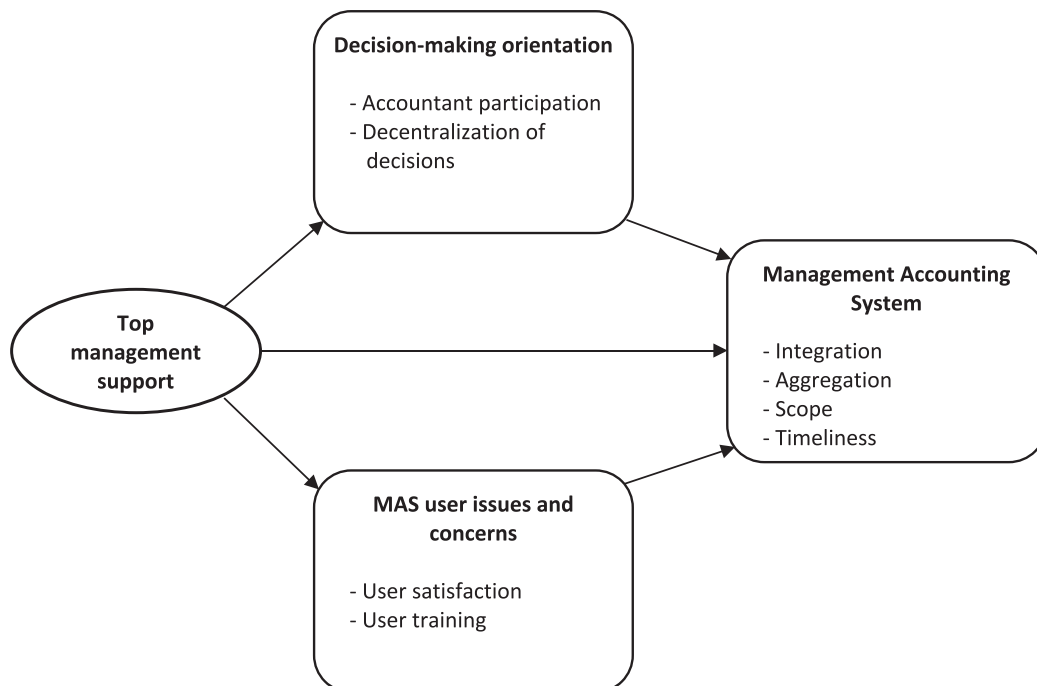 Decision-making orientation
- Accountant participation
- Decentralization of
decisions
Top
management
support
Management Accounting
System
- Integration
- Aggregation
- Scope
- Timeliness
MAS user issues and
concerns
- User satisfaction
- User training